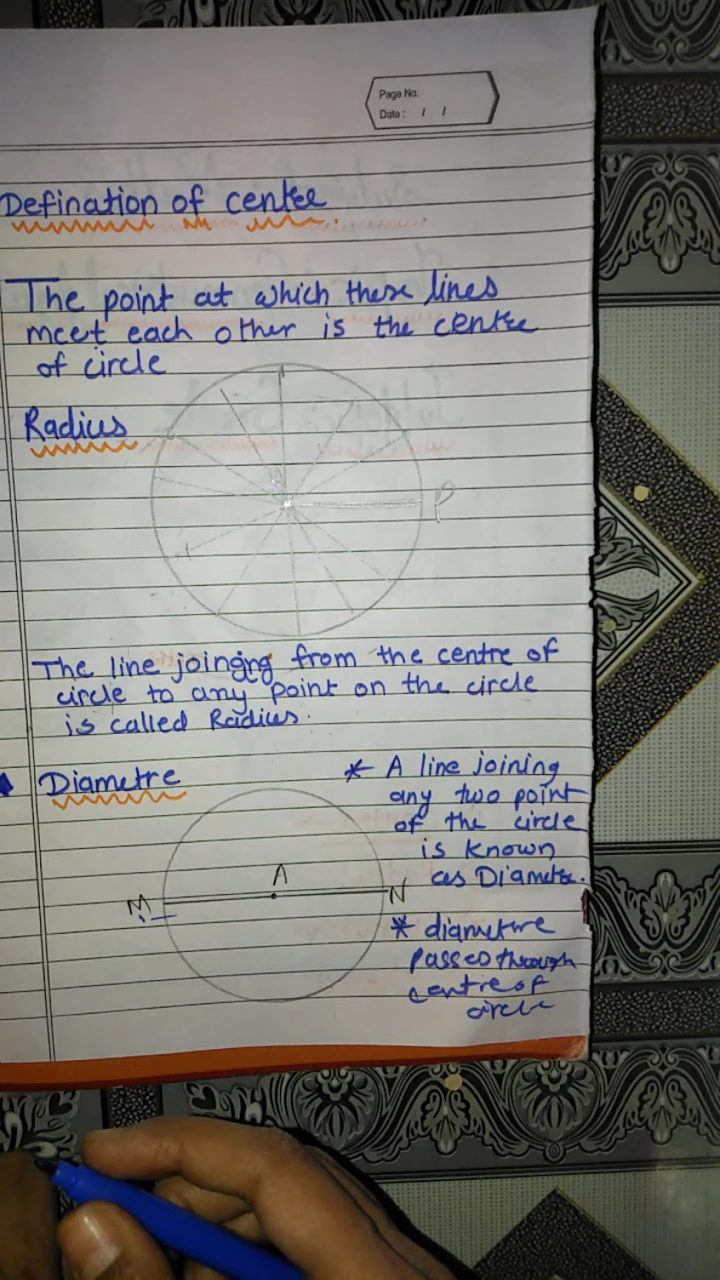 Page No.
Date: / /
Defination of centre.
The point at which these lines
meet each other is the centre
of circle
Radius
P
The line joinging from the centre of
circle to any point on the circle
is called Radius.
Diametre
* A line joining
any two point
of the circle
is known
as Diametre.
A
M
N
* diametre
passed through
centre of
circle